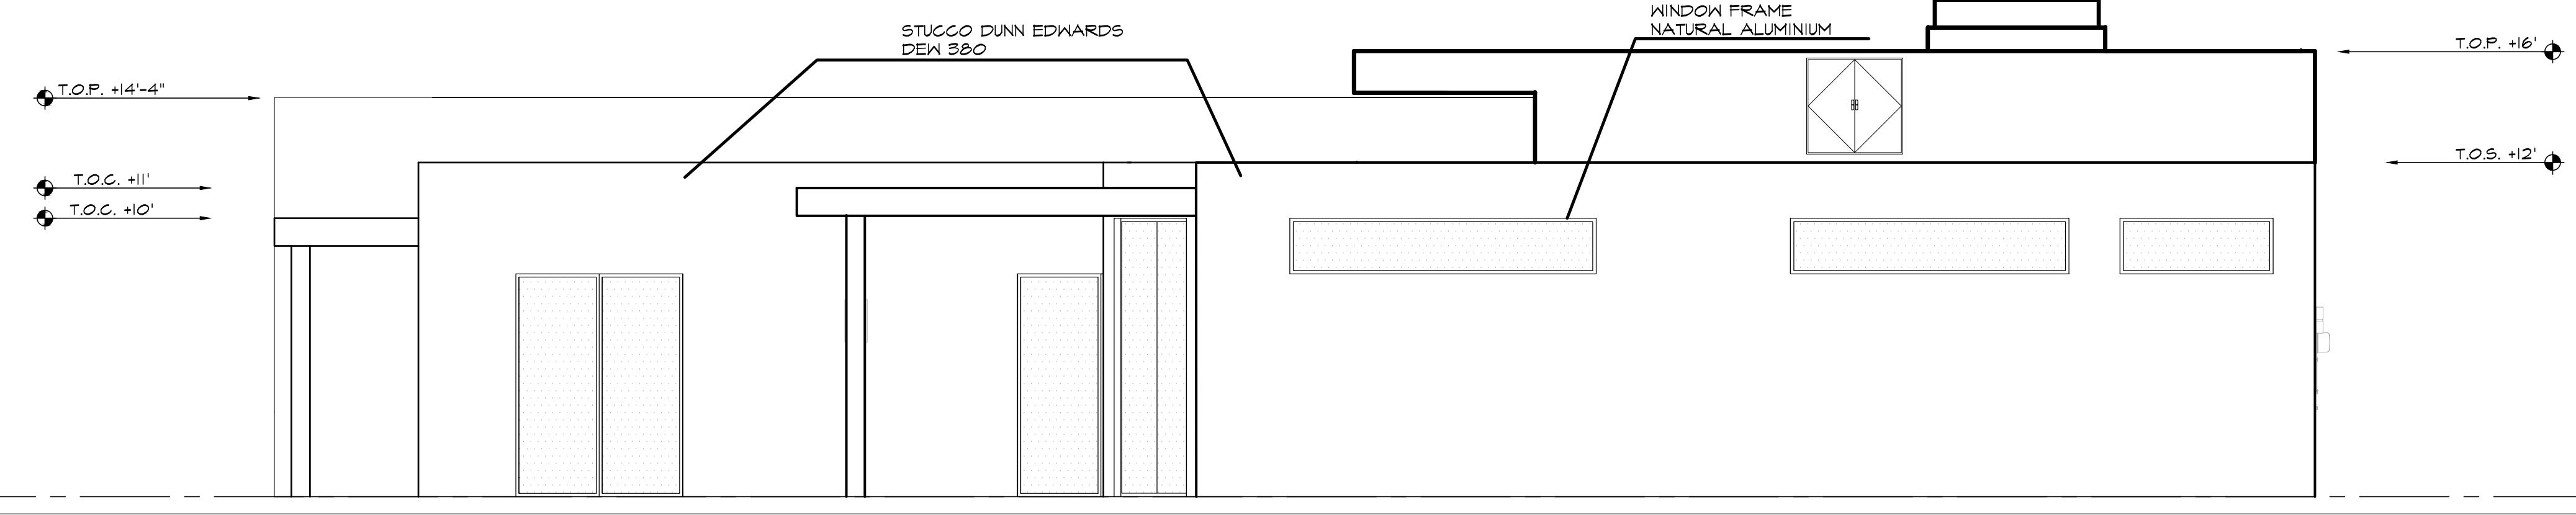 WINDOW FRAME
NATURAL ALUMINIUM
STUCCO DUNN EDWARDS
DEW 380
T.O.P. +16'
T.O.P. +14'-4"
T.O.S. +12'
T.O.C. +11'
T.O.C. +10'